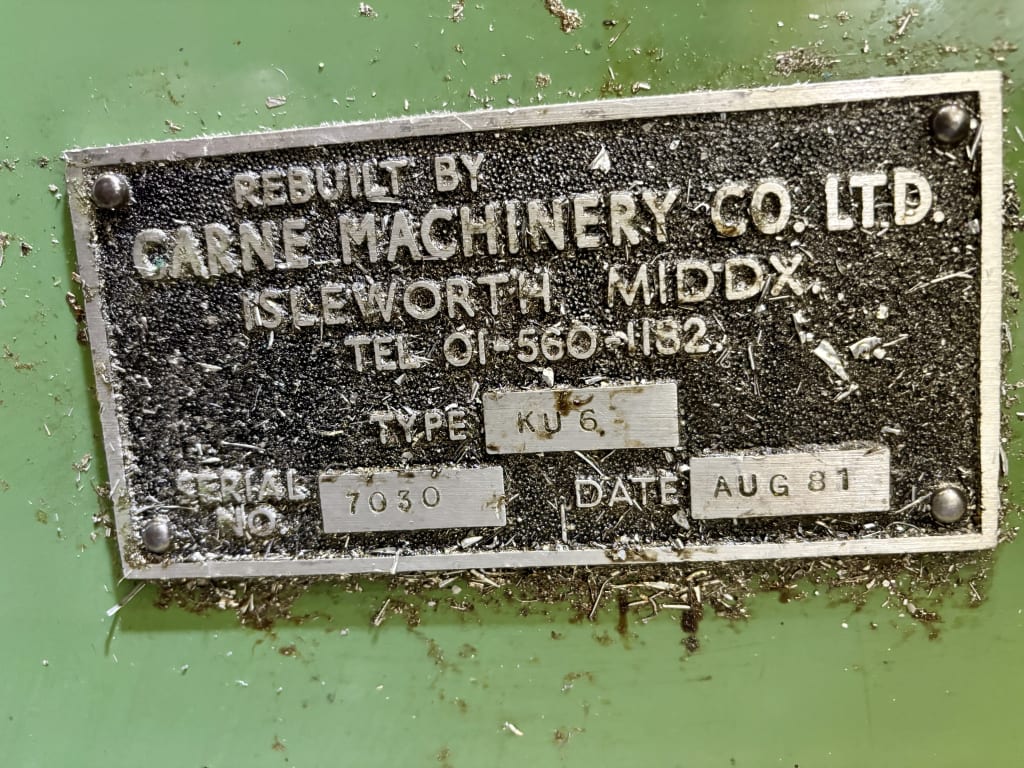 REBUILT BY
CARNE MACHINERY CO. LTD.
ISLEWORTH, MIDDX.
TEL 01-560-1182.
TYPE KU 6
SERIAL NO. 7030 DATE AUG 81